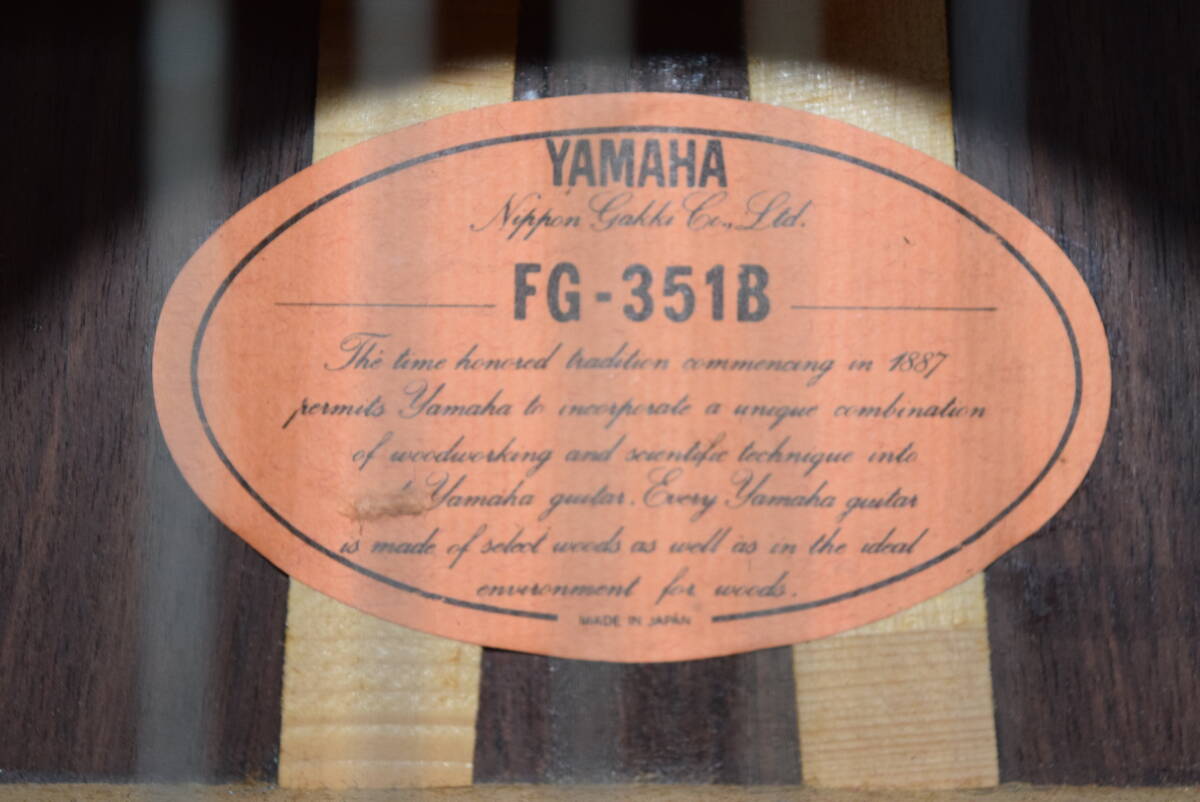 YAMAHA
Nippon Gakki Co., Ltd.
FG-351B
The time honored tradition commencing in 1887
permits Yamaha to incorporate a unique combination
of woodworking and scientific technique into
Yamaha guitar. Every Yamaha guitar
is made of select woods as well as in the ideal
environment for woods.
MADE IN JAPAN